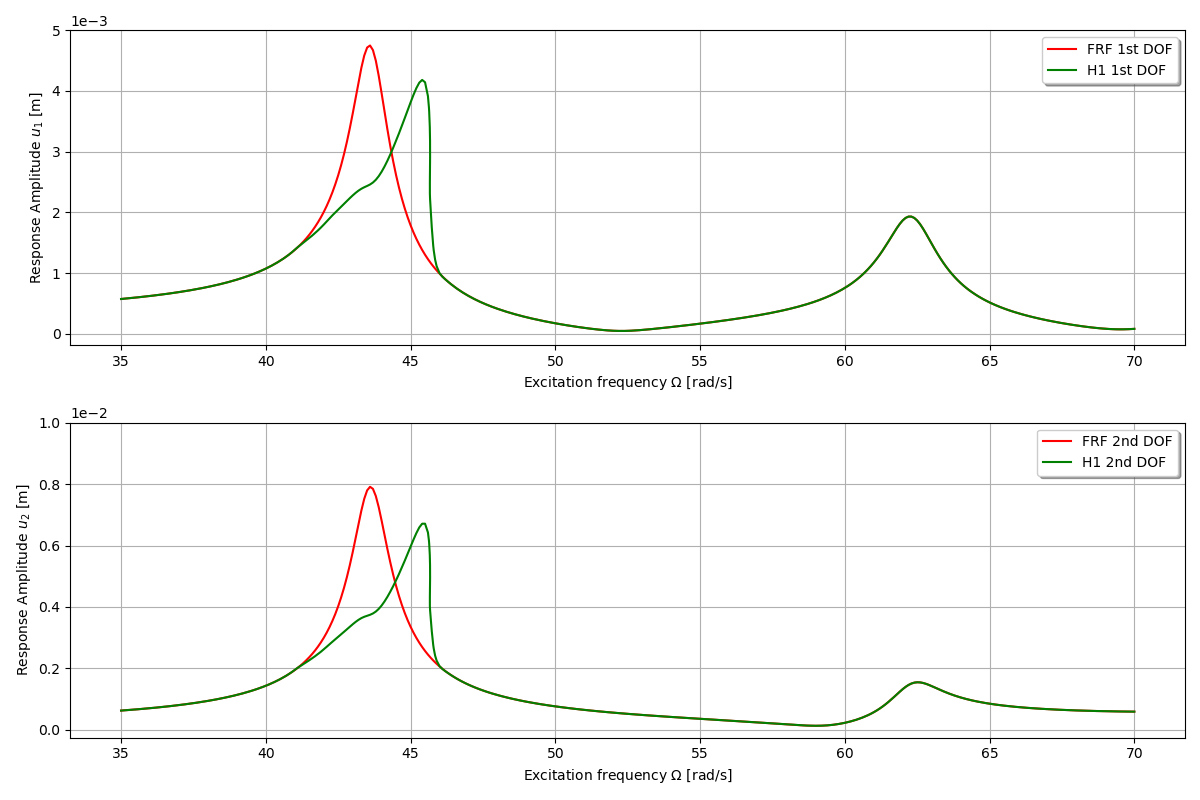 1e−3
5
4
3
2
1
0
Response Amplitude u₁ [m]
FRF 1st DOF
H1 1st DOF
35 40 45 50 55 60 65 70
Excitation frequency Ω [rad/s]
1e−2
1.0
0.8
0.6
0.4
0.2
0.0
Response Amplitude u₂ [m]
FRF 2nd DOF
H1 2nd DOF
35 40 45 50 55 60 65 70
Excitation frequency Ω [rad/s]